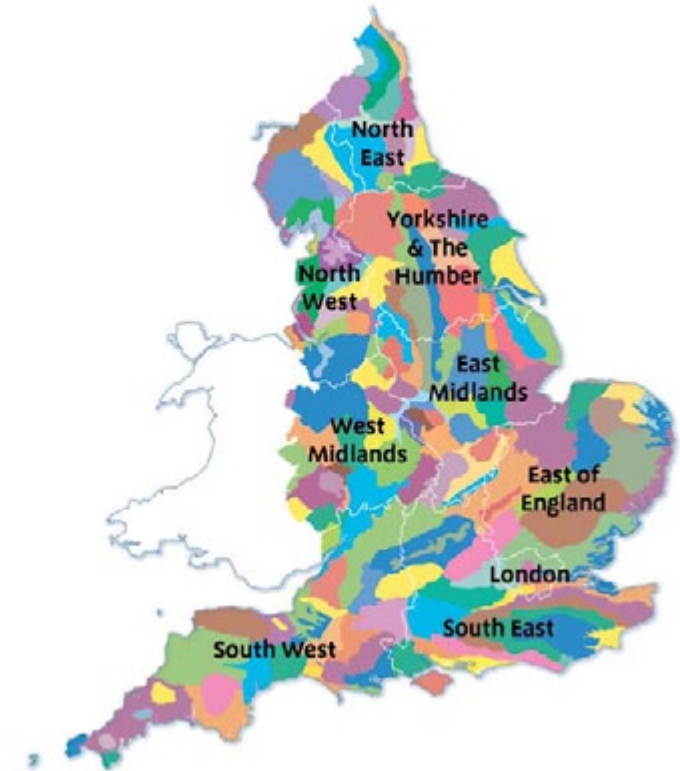 North
East
Yorkshire
& The
Humber
North
West
East
Midlands
West
Midlands
East of
England
London
South East
South West